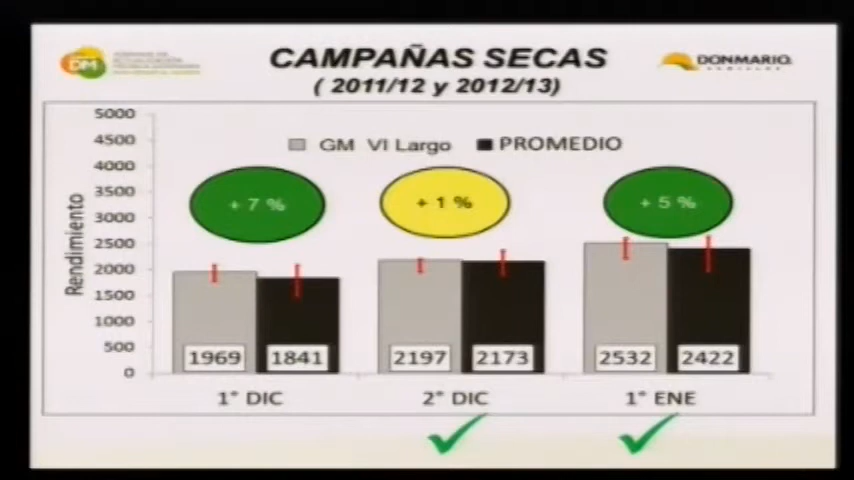 CAMPAÑAS SECAS
( 2011/12 y 2012/13)
DM
DONMARIO
GM VI Largo
PROMEDIO
Rendimiento
5000
4500
4000
3500
3000
2500
2000
1500
1000
500
0
+ 7 %
+ 1 %
+ 5 %
1969
1841
2197
2173
2532
2422
1° DIC
2° DIC
1° ENE